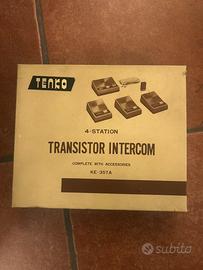 TENKO
4-STATION
TRANSISTOR INTERCOM
COMPLETE WITH ACCESSORIES
KE-357A
subito